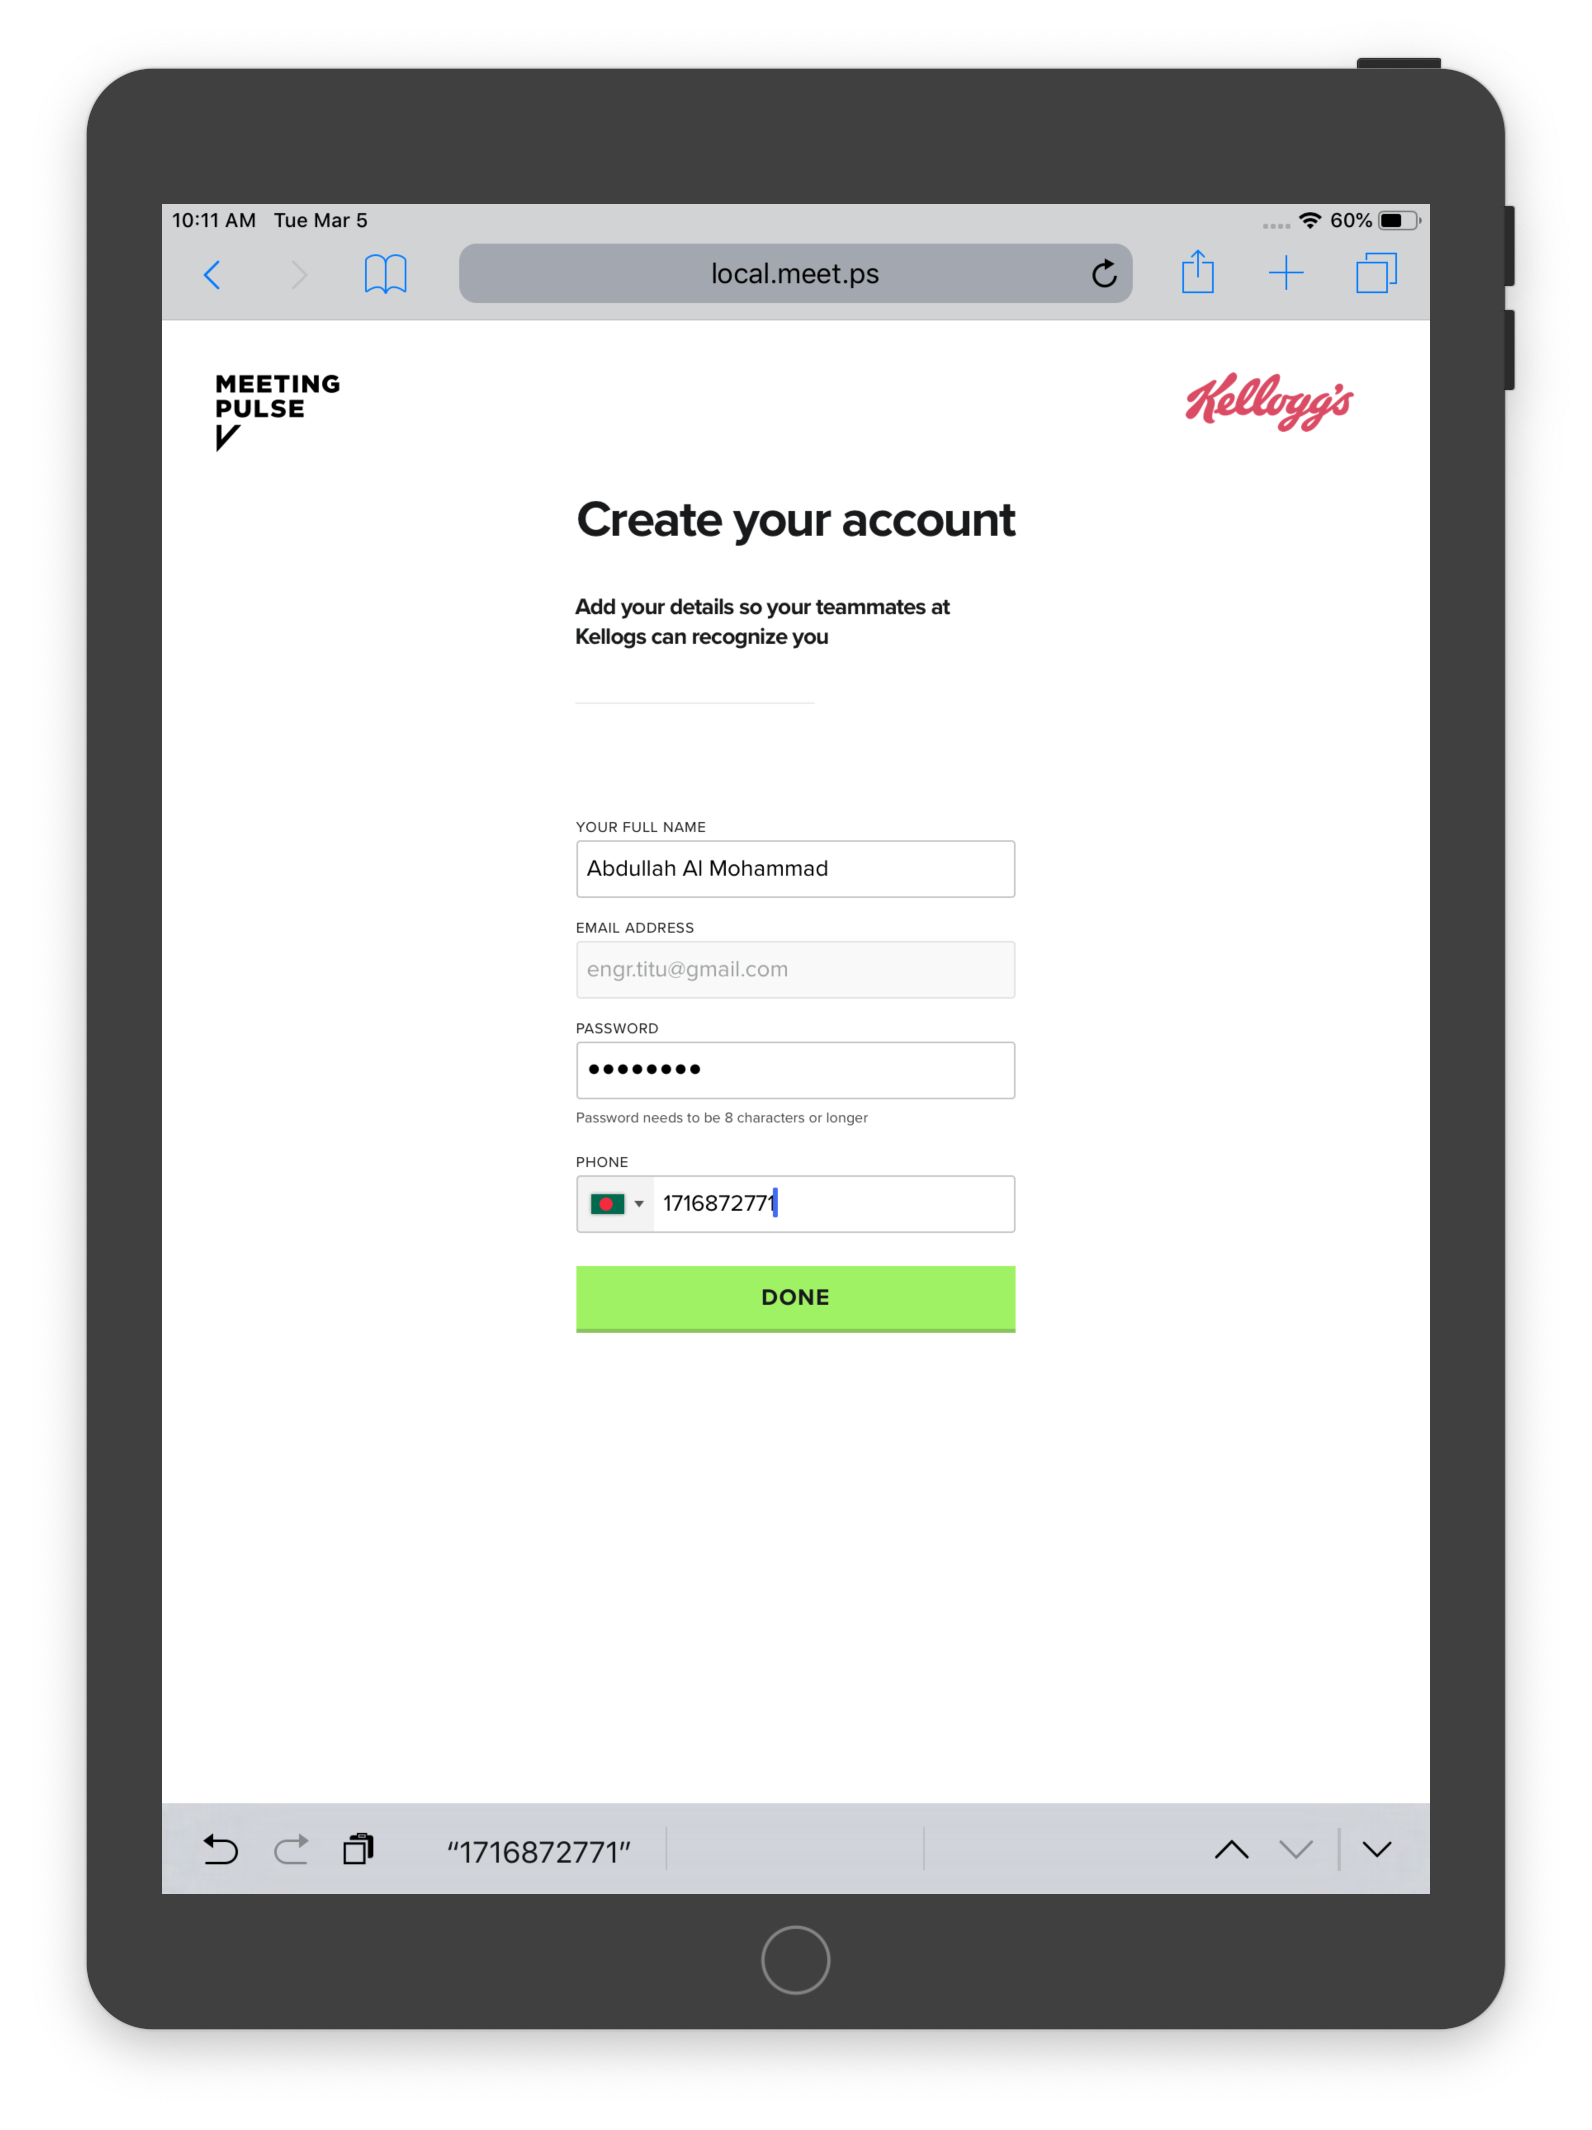 10:11 AM Tue Mar 5
60%
local.meet.ps
MEETING
PULSE
Kellogg's
Create your account
Add your details so your teammates at
Kellogs can recognize you
YOUR FULL NAME
Abdullah Al Mohammad
EMAIL ADDRESS
engr.titu@gmail.com
PASSWORD
••••••••
Password needs to be 8 characters or longer
PHONE
1716872771
DONE
“1716872771”